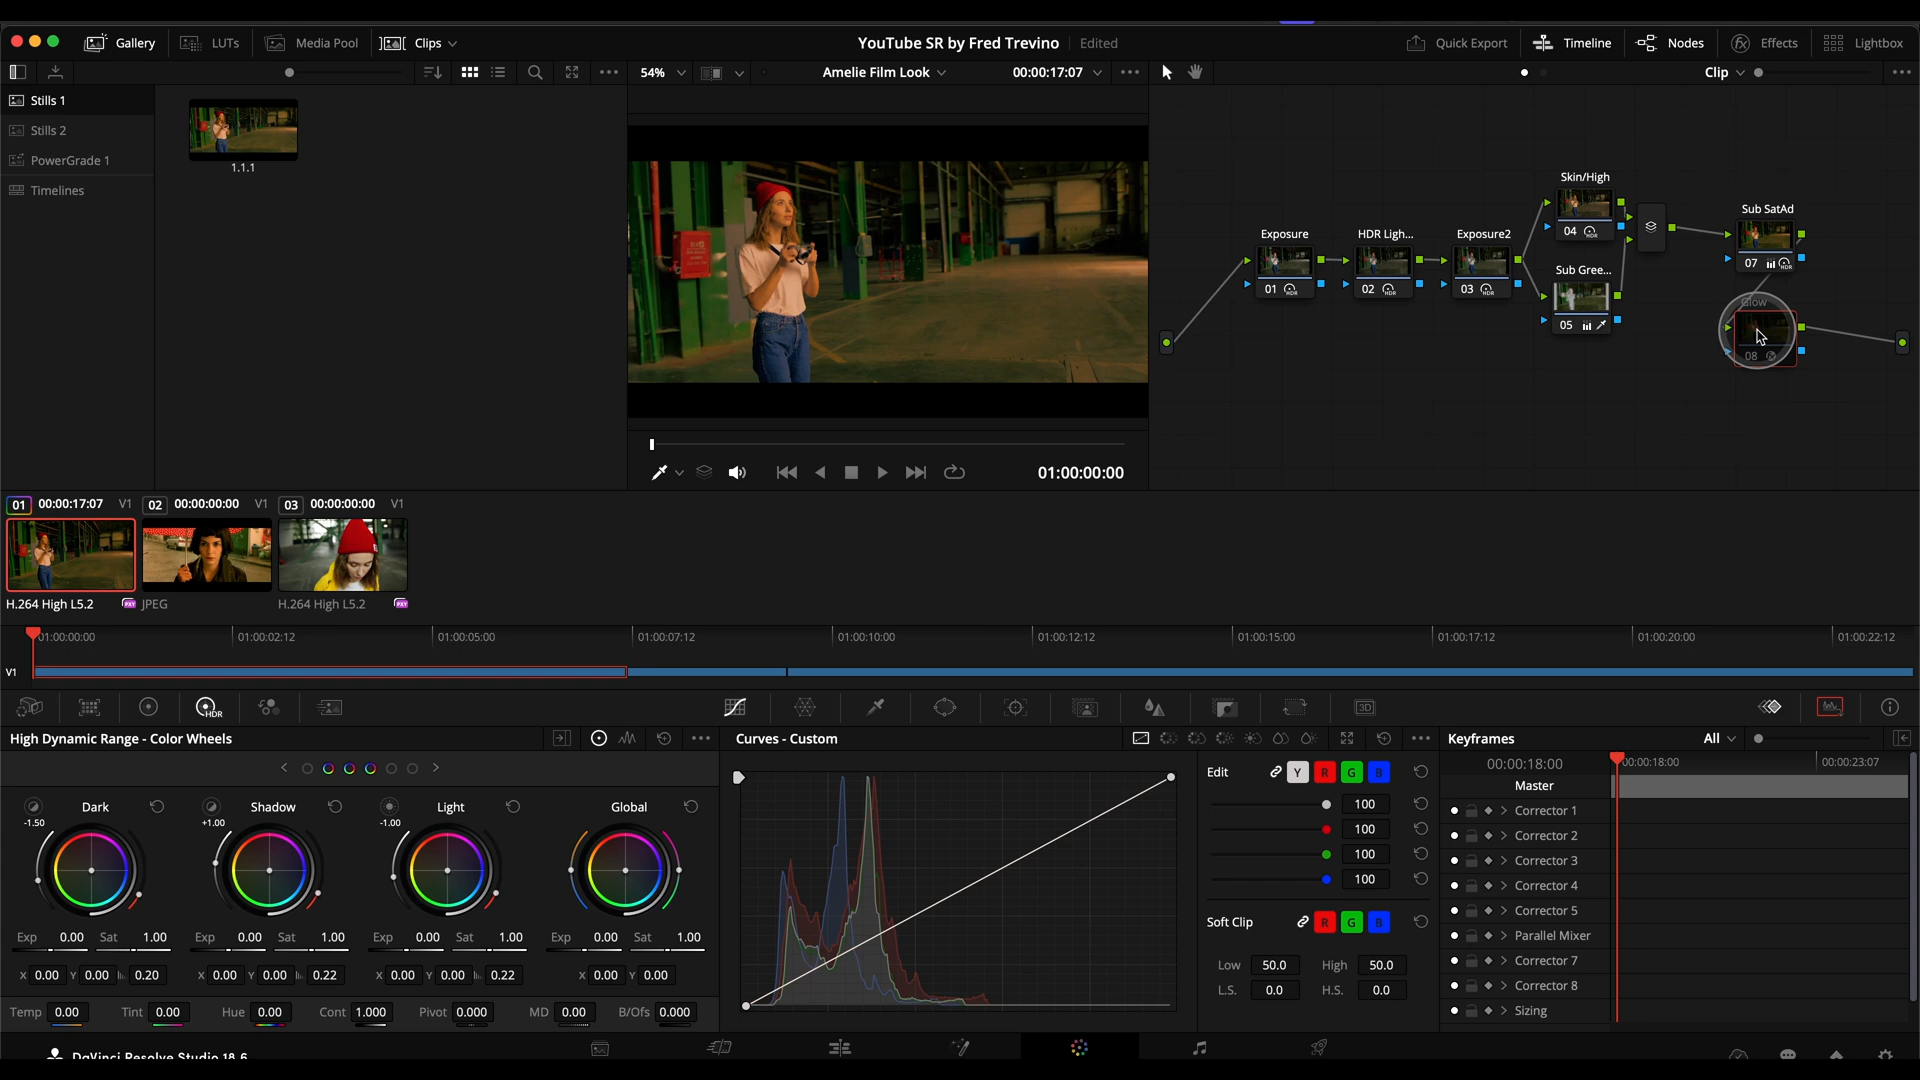 Gallery LUTs Media Pool Clips YouTube SR by Fred Trevino Edited Quick Export Timeline Nodes Effects Lightbox
54% Amelie Film Look 00:00:17:07 Clip
Stills 1
Stills 2
PowerGrade 1
Timelines
1.1.1
Exposure
01 HDR
HDR Ligh...
02 HDR
Exposure2
03 HDR
Skin/High
04 HDR
Sub Gree...
05
Sub SatAd
07 HDR
Glow
08
01:00:00:00
01 00:00:17:07 V1 02 00:00:00:00 V1 03 00:00:00:00 V1
H.264 High L5.2 PXY JPEG H.264 High L5.2 PXY
01:00:00:00 01:00:02:12 01:00:05:00 01:00:07:12 01:00:10:00 01:00:12:12 01:00:15:00 01:00:17:12 01:00:20:00 01:00:22:12
V1
HDR 3D
High Dynamic Range - Color Wheels
Dark Shadow Light Global
-1.50 +1.00 -1.00
Exp 0.00 Sat 1.00 Exp 0.00 Sat 1.00 Exp 0.00 Sat 1.00 Exp 0.00 Sat 1.00
X 0.00 Y 0.00 0.20 X 0.00 Y 0.00 0.22 X 0.00 Y 0.00 0.22 X 0.00 Y 0.00
Temp 0.00 Tint 0.00 Hue 0.00 Cont 1.000 Pivot 0.000 MD 0.00 B/Ofs 0.000
Curves - Custom
Edit Y R G B
100
100
100
100
Soft Clip R G B
Low 50.0 High 50.0
L.S. 0.0 H.S. 0.0
Keyframes All
00:00:18:00 00:00:18:00 00:00:23:07
Master
Corrector 1
Corrector 2
Corrector 3
Corrector 4
Corrector 5
Parallel Mixer
Corrector 7
Corrector 8
Sizing
DaVinci Resolve Studio 18.6